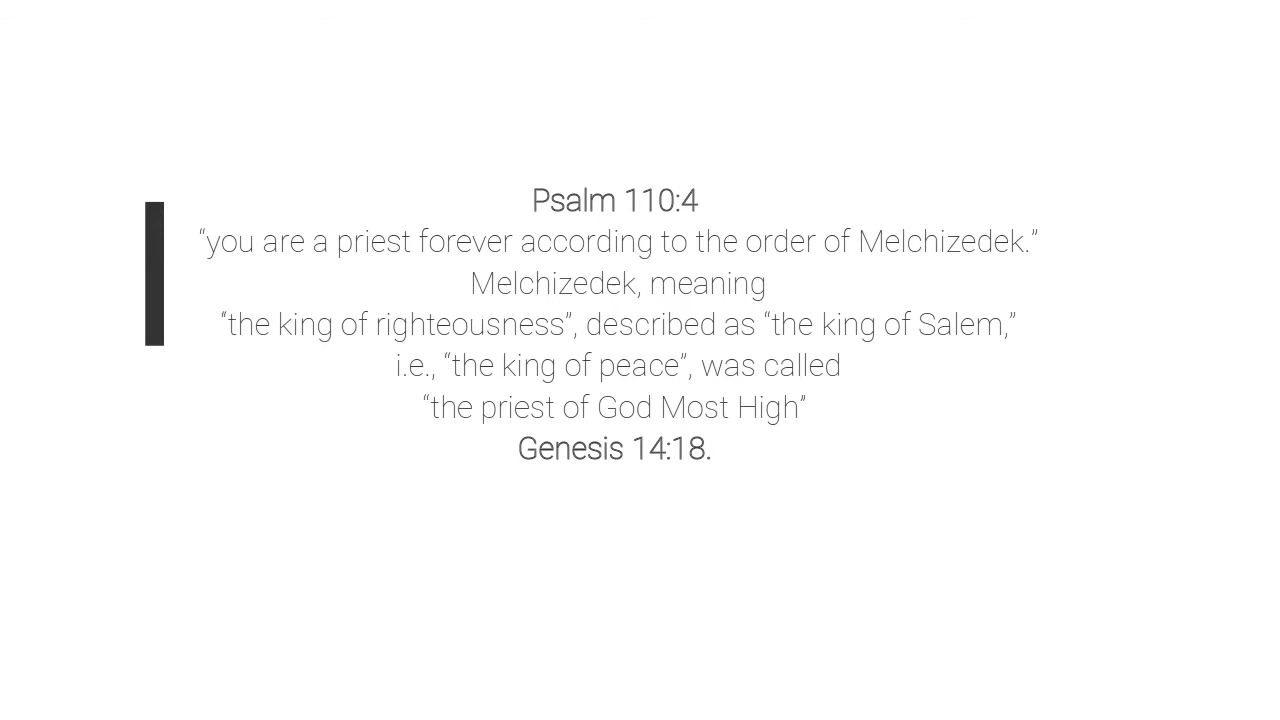 Psalm 110:4
“you are a priest forever according to the order of Melchizedek.”
Melchizedek, meaning
“the king of righteousness”, described as “the king of Salem,”
i.e., “the king of peace”, was called
“the priest of God Most High”
Genesis 14:18.